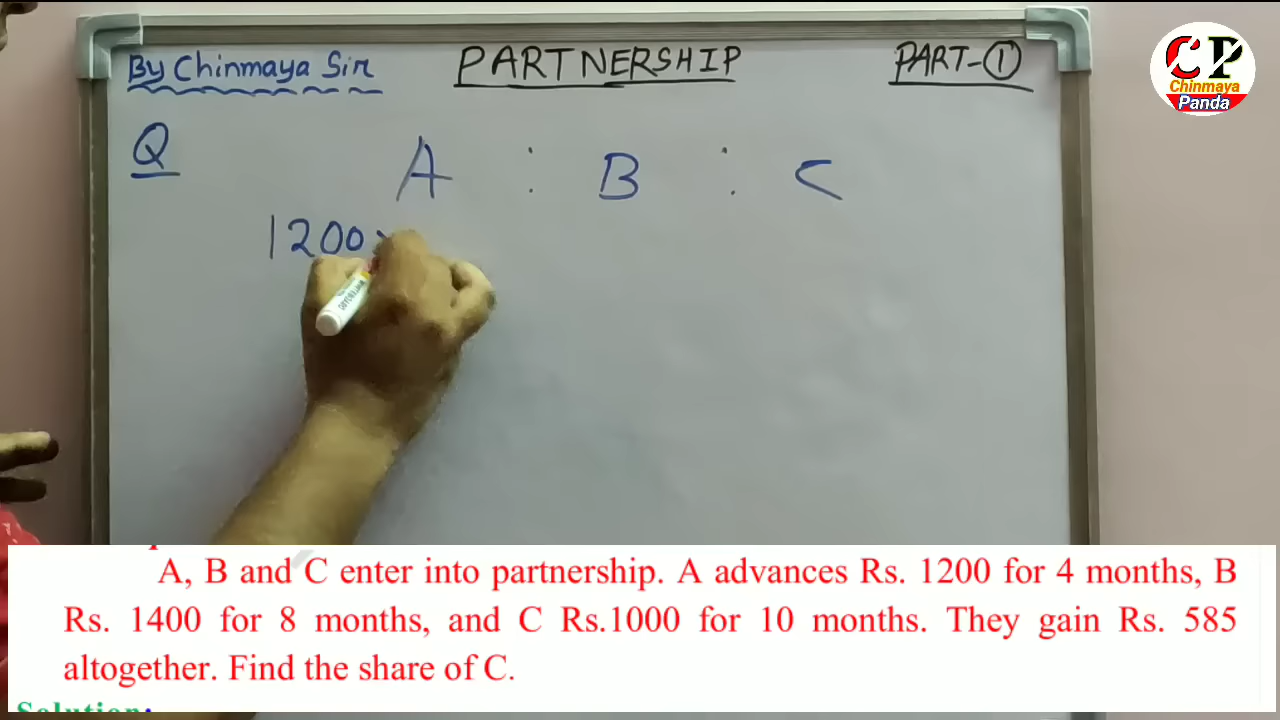 By Chinmaya Sir
PARTNERSHIP
PART-1
CP
Chinmaya
Panda
Q
A : B : C
1200×
A, B and C enter into partnership. A advances Rs. 1200 for 4 months, B
Rs. 1400 for 8 months, and C Rs.1000 for 10 months. They gain Rs. 585
altogether. Find the share of C.
Solution: